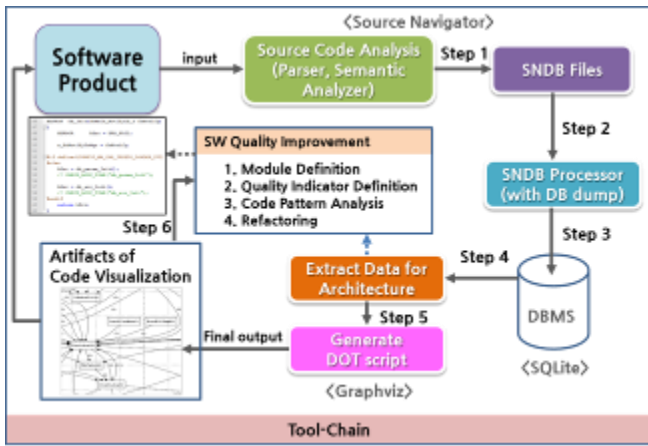 <Source Navigator>
Software
Product
input
Source Code Analysis
(Parser, Semantic
Analyzer)
Step 1
SNDB Files
Step 2
SNDB Processor
(with DB dump)
Step 3
DBMS
<SQLite>
Step 4
Extract Data for
Architecture
Step 5
Generate
DOT script
<Graphviz>
Final output
Artifacts of
Code Visualization
Step 6
SW Quality Improvement
1. Module Definition
2. Quality Indicator Definition
3. Code Pattern Analysis
4. Refactoring
Tool-Chain